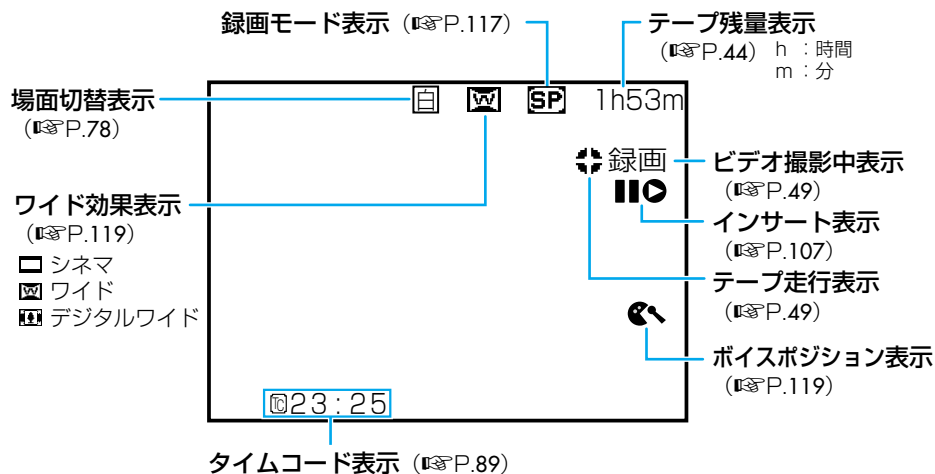 録画モード表示（☞P.117）
テープ残量表示
（☞P.44） h ：時間
m ：分
場面切替表示
（☞P.78）
白 W SP 1h53m
録画
ビデオ撮影中表示
（☞P.49）
インサート表示
（☞P.107）
ワイド効果表示
（☞P.119）
シネマ
W ワイド
デジタルワイド
テープ走行表示
（☞P.49）
ボイスポジション表示
（☞P.119）
TC 23:25
タイムコード表示（☞P.89）